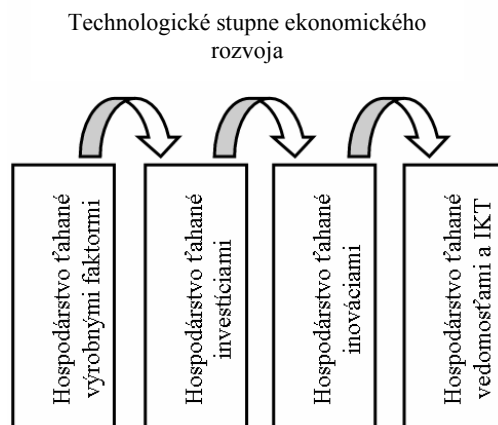 Technologické stupne ekonomického
rozvoja
Hospodárstvo ťahané
výrobnými faktormi
Hospodárstvo ťahané
investíciami
Hospodárstvo ťahané
inováciami
Hospodárstvo ťahané
vedomosťami a IKT